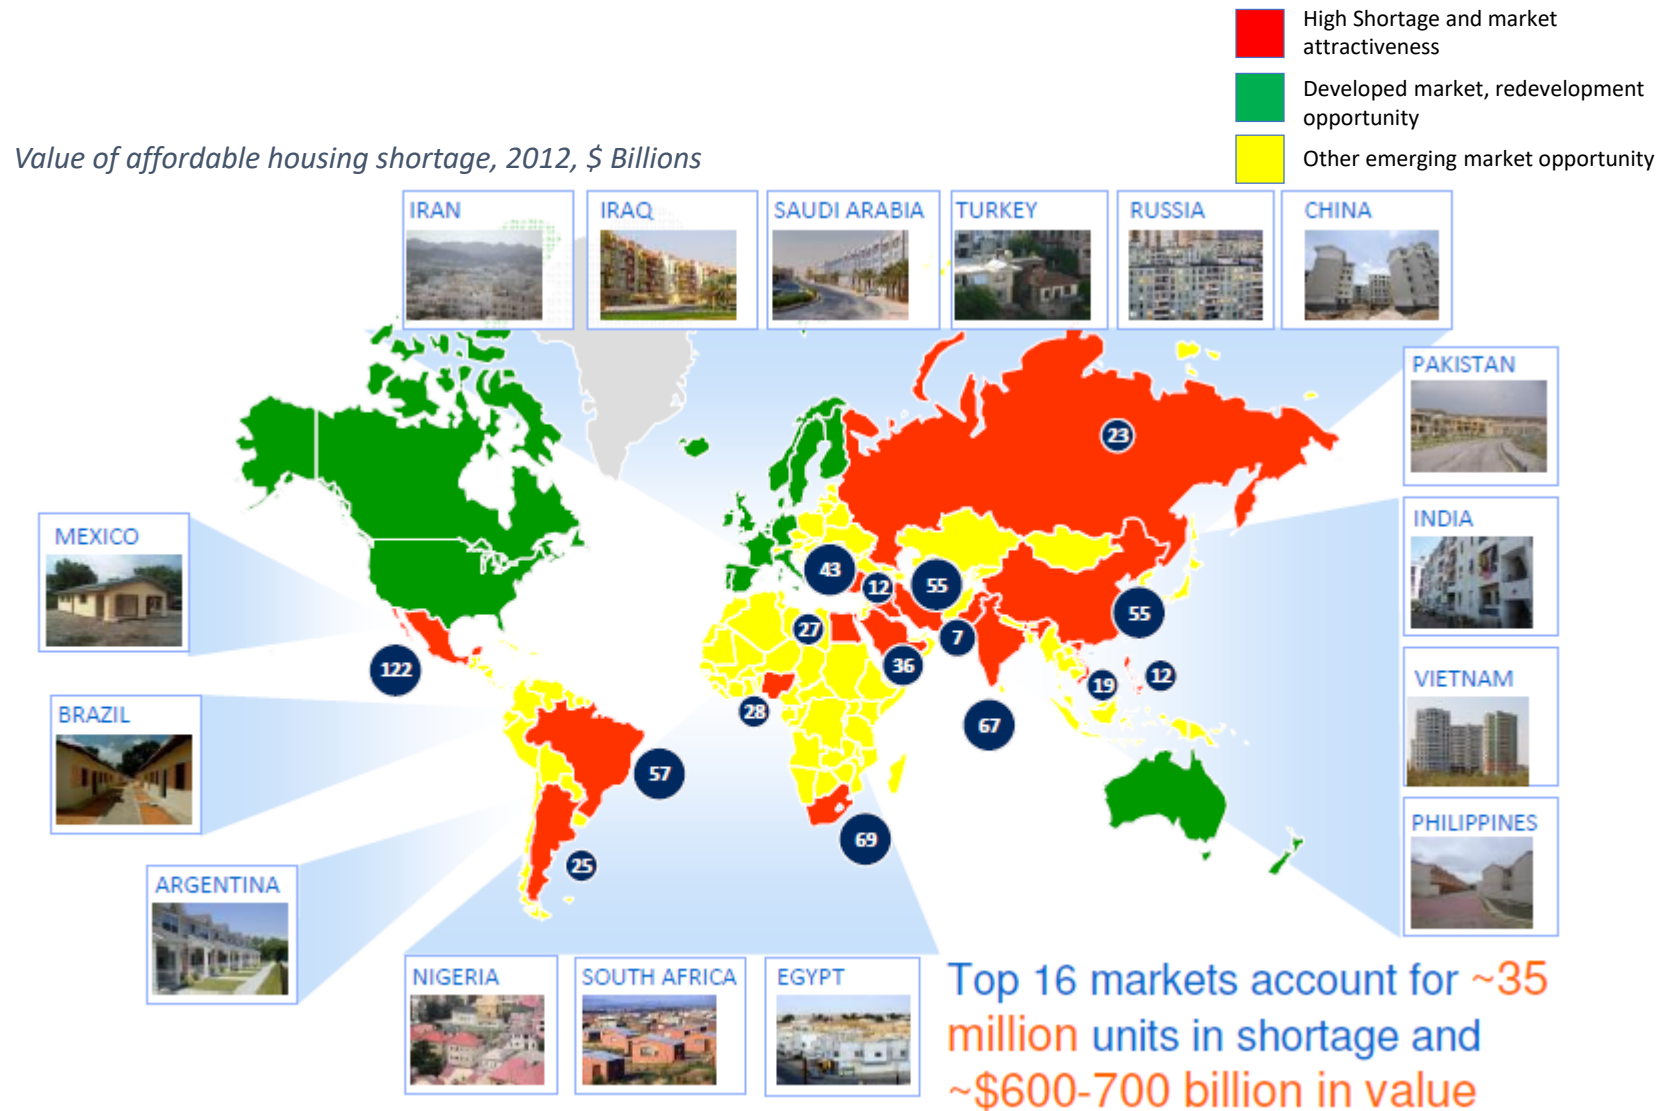 High Shortage and market
attractiveness
Developed market, redevelopment
opportunity
Other emerging market opportunity
Value of affordable housing shortage, 2012, $ Billions
IRAN
IRAQ
SAUDI ARABIA
TURKEY
RUSSIA
CHINA
PAKISTAN
INDIA
VIETNAM
PHILIPPINES
MEXICO
BRAZIL
ARGENTINA
NIGERIA
SOUTH AFRICA
EGYPT
23
43
12
55
55
27
7
36
122
28
19
12
67
57
69
25
Top 16 markets account for ~35
million units in shortage and
~$600-700 billion in value